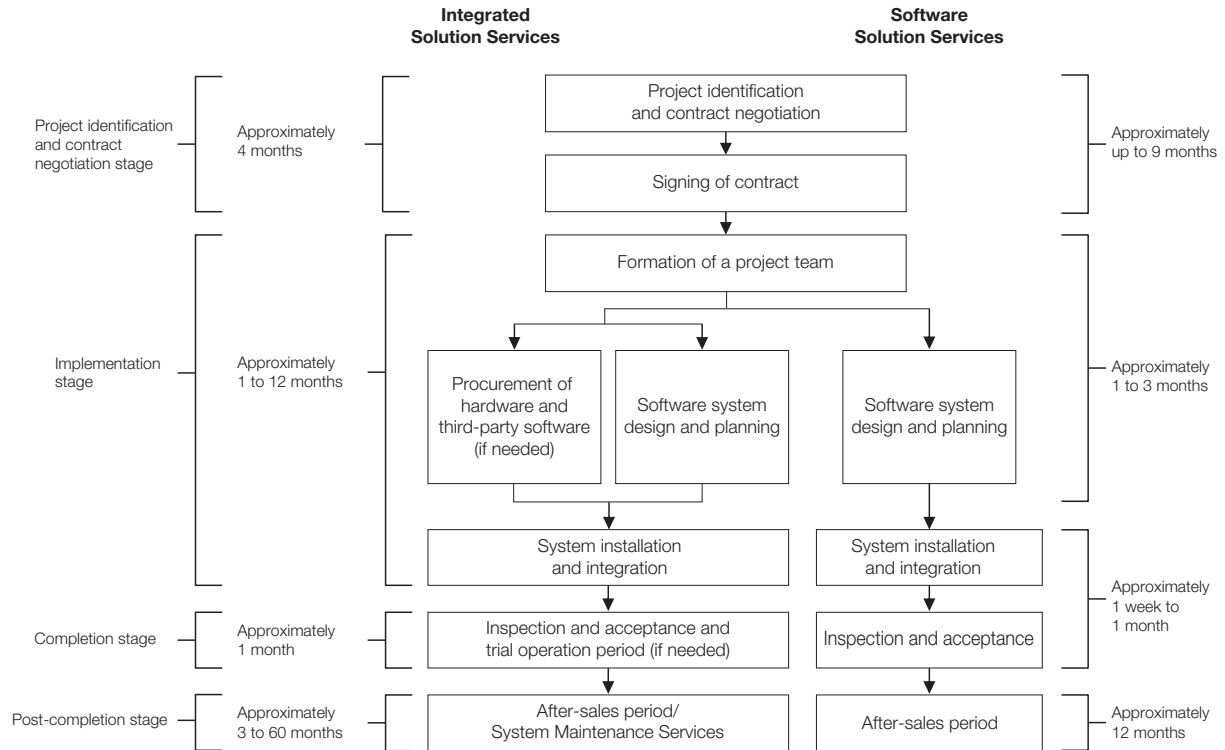 Integrated
Solution Services
Software
Solution Services
Project identification
and contract
negotiation stage
Approximately
4 months
Project identification
and contract negotiation
Signing of contract
Approximately
up to 9 months
Implementation
stage
Approximately
1 to 12 months
Formation of a project team
Procurement of
hardware and
third-party software
(if needed)
Software system
design and planning
Software system
design and planning
Approximately
1 to 3 months
System installation
and integration
System installation
and integration
Approximately
1 week to
1 month
Completion stage
Approximately
1 month
Inspection and acceptance and
trial operation period (if needed)
Inspection and acceptance
Post-completion stage
Approximately
3 to 60 months
After-sales period/
System Maintenance Services
After-sales period
Approximately
12 months